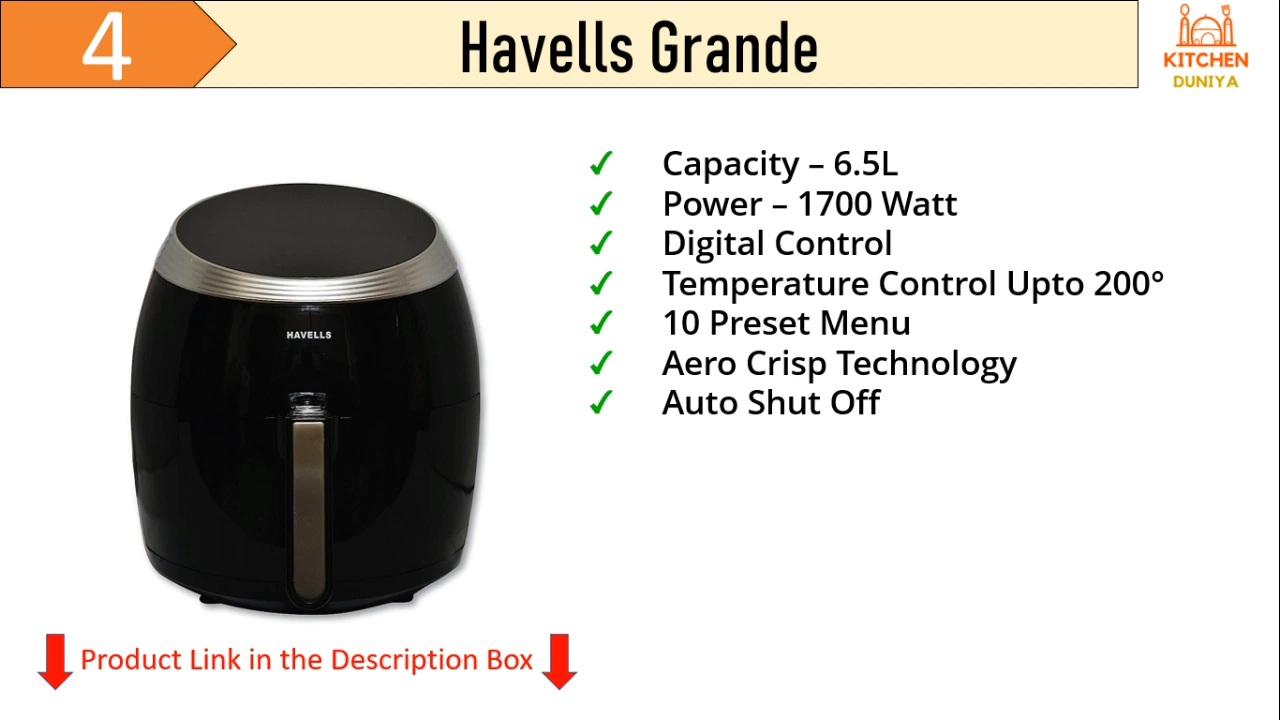 4
Havells Grande
KITCHEN
DUNIYA
HAVELLS
✓ Capacity – 6.5L
✓ Power – 1700 Watt
✓ Digital Control
✓ Temperature Control Upto 200°
✓ 10 Preset Menu
✓ Aero Crisp Technology
✓ Auto Shut Off
Product Link in the Description Box